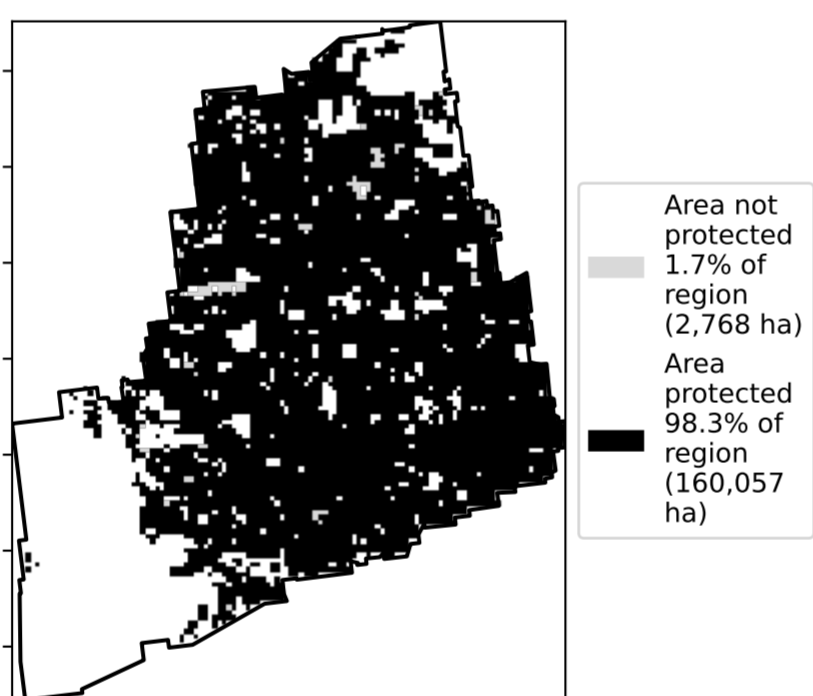 Area not
protected
1.7% of
region
(2,768 ha)
Area
protected
98.3% of
region
(160,057
ha)